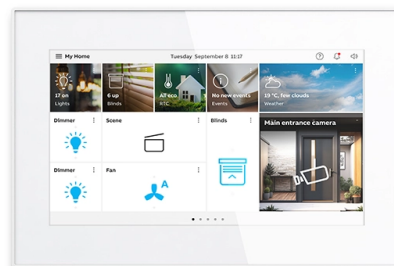 My Home
Tuesday September 8 11:17
17 on
Lights
6 up
Blinds
All eco
RTC
No new events
Events
19 °C, few clouds
Weather
Dimmer
Scene
Blinds
Main entrance camera
A
Dimmer
Fan